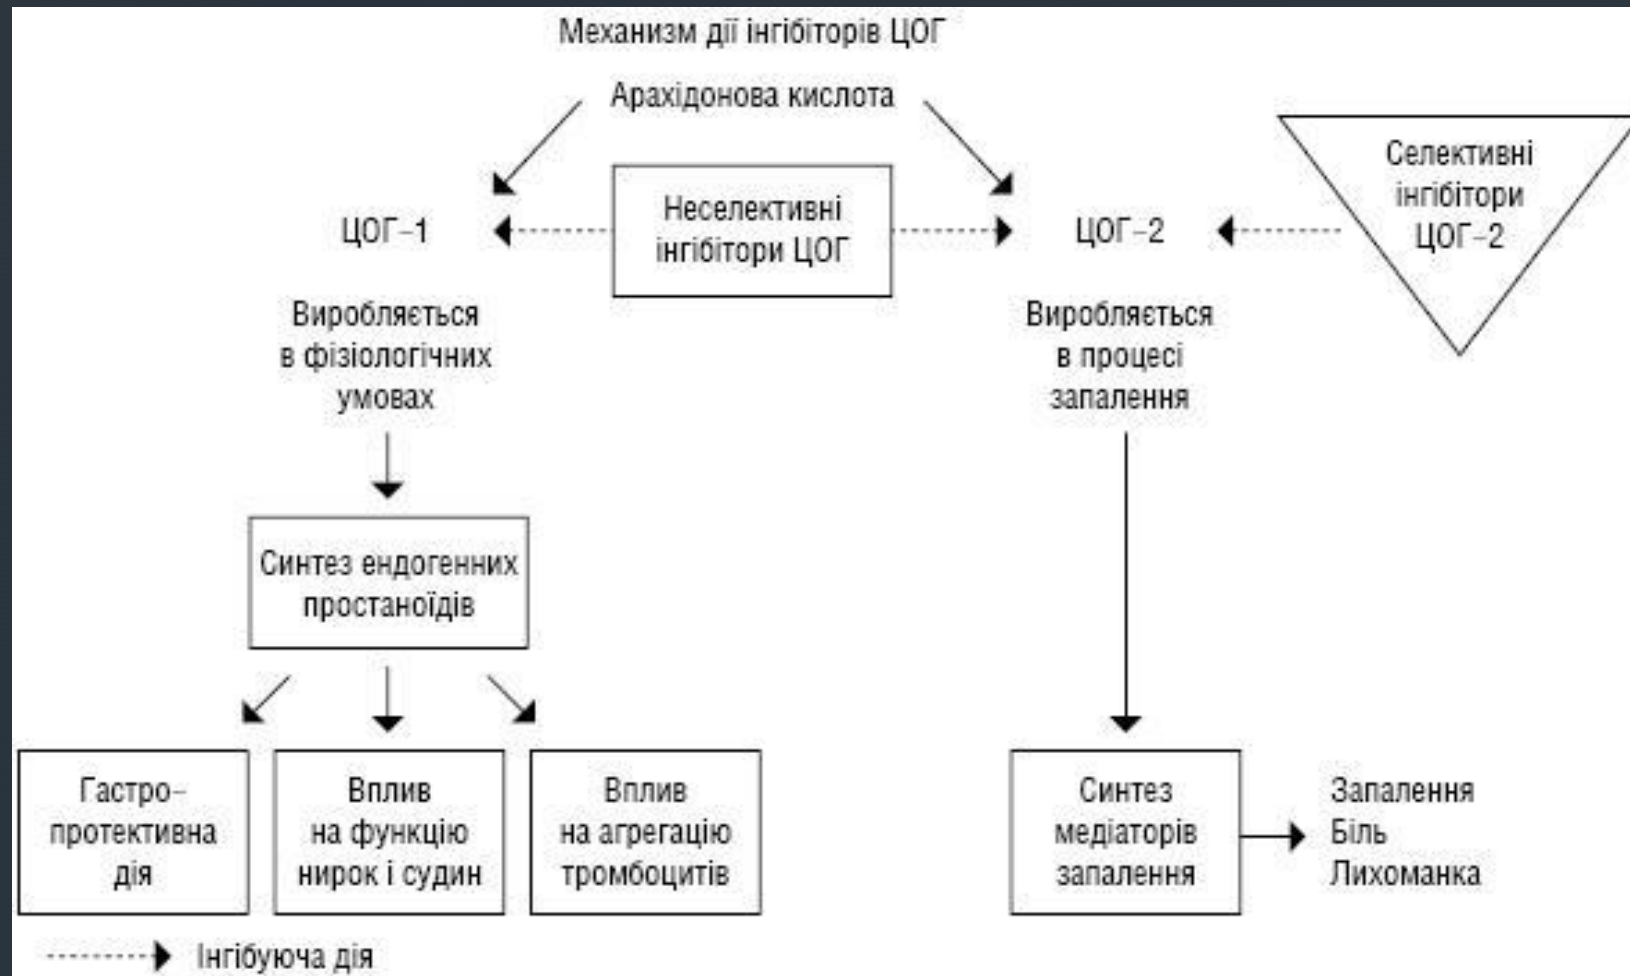 Механизм дії інгібіторів ЦОГ
Арахідонова кислота
Селективні
інгібітори
ЦОГ-2
Неселективні
інгібітори ЦОГ
ЦОГ-1
ЦОГ-2
Виробляється
в фізіологічних
умовах
Виробляється
в процесі
запалення
Синтез ендогенних
простаноїдів
Гастро-
протективна
дія
Вплив
на функцію
нирок і судин
Вплив
на агрегацію
тромбоцитів
Синтез
медіаторів
запалення
Запалення
Біль
Лихоманка
Інгібуюча дія